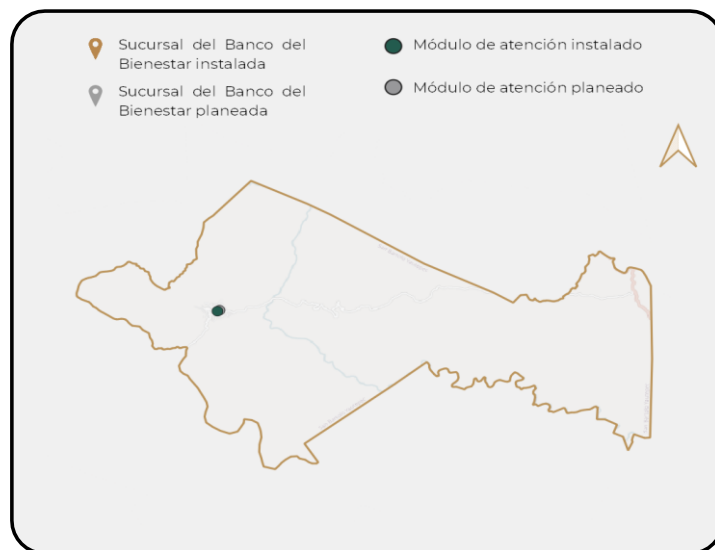 Sucursal del Banco del
Bienestar instalada
Sucursal del Banco del
Bienestar planeada
Módulo de atención instalado
Módulo de atención planeado